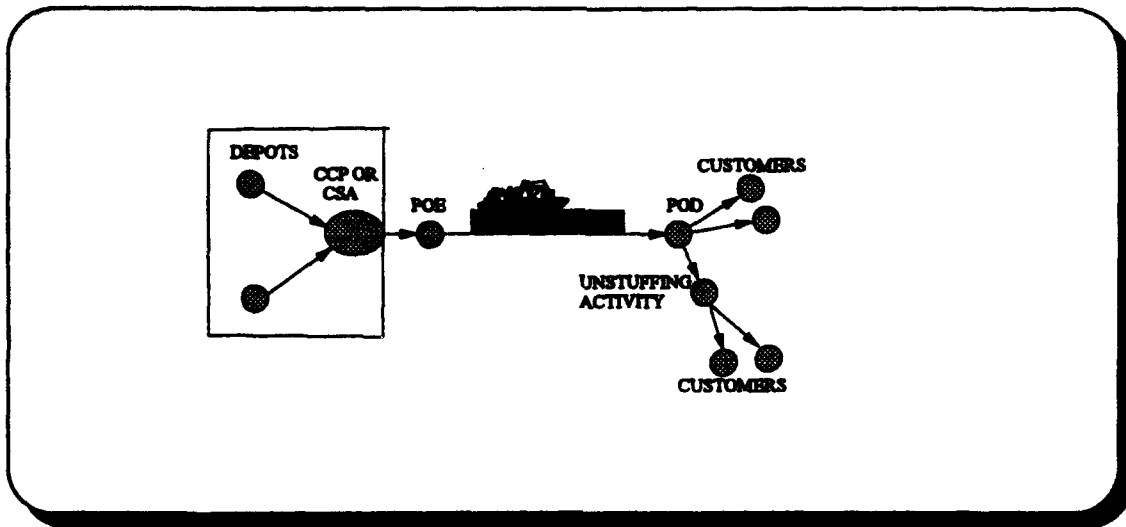 DEPOTS
CCP OR
CSA
POE
POD
CUSTOMERS
UNSTUFFING
ACTIVITY
CUSTOMERS